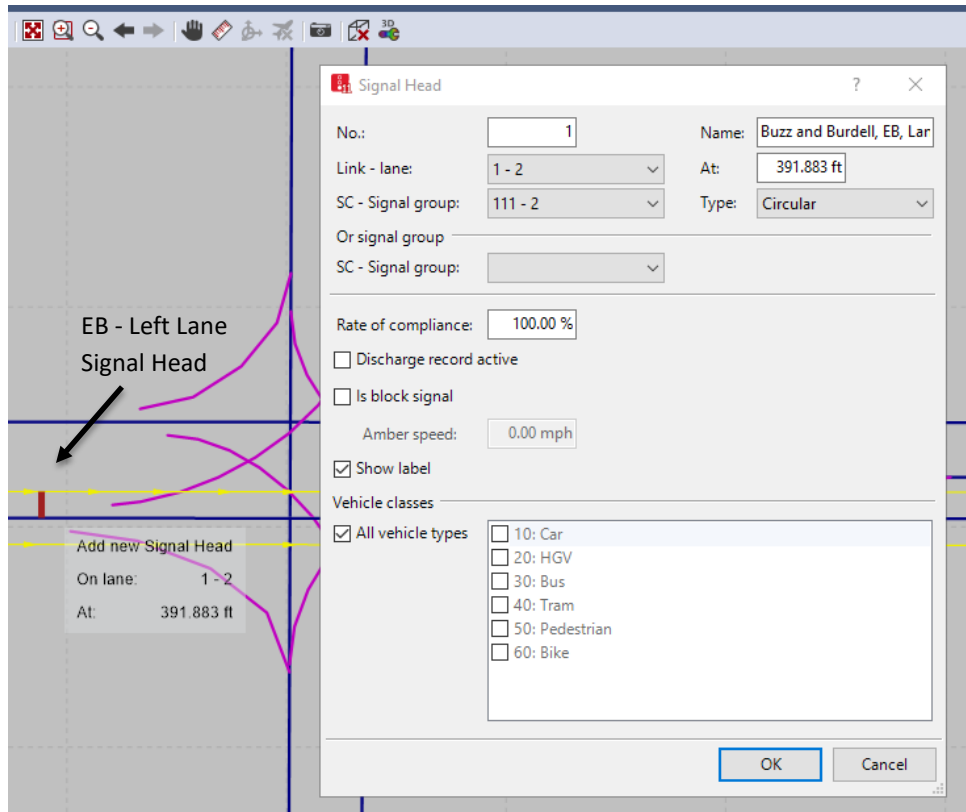 3D
Signal Head ? ×
No.: 1 Name: Buzz and Burdell, EB, Lar
Link - lane: 1 - 2 At: 391.883 ft
SC - Signal group: 111 - 2 Type: Circular
Or signal group
SC - Signal group:
Rate of compliance: 100.00 %
Discharge record active
Is block signal
Amber speed: 0.00 mph
Show label
Vehicle classes
All vehicle types
10: Car
20: HGV
30: Bus
40: Tram
50: Pedestrian
60: Bike
OK Cancel
EB - Left Lane
Signal Head
Add new Signal Head
On lane: 1 - 2
At: 391.883 ft